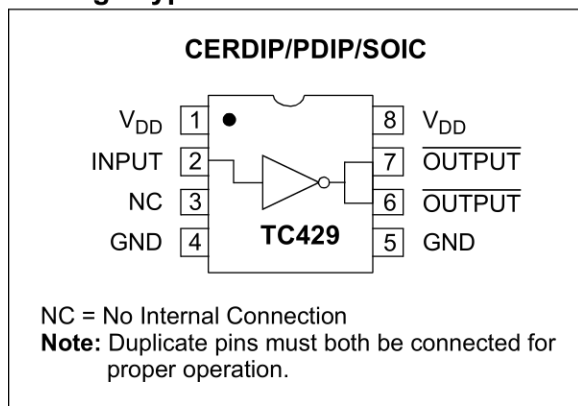 CERDIP/PDIP/SOIC
VDD 1 8 VDD
INPUT 2 7 OUTPUT
NC 3 6 OUTPUT
GND 4 TC429 5 GND
NC = No Internal Connection
Note: Duplicate pins must both be connected for
proper operation.